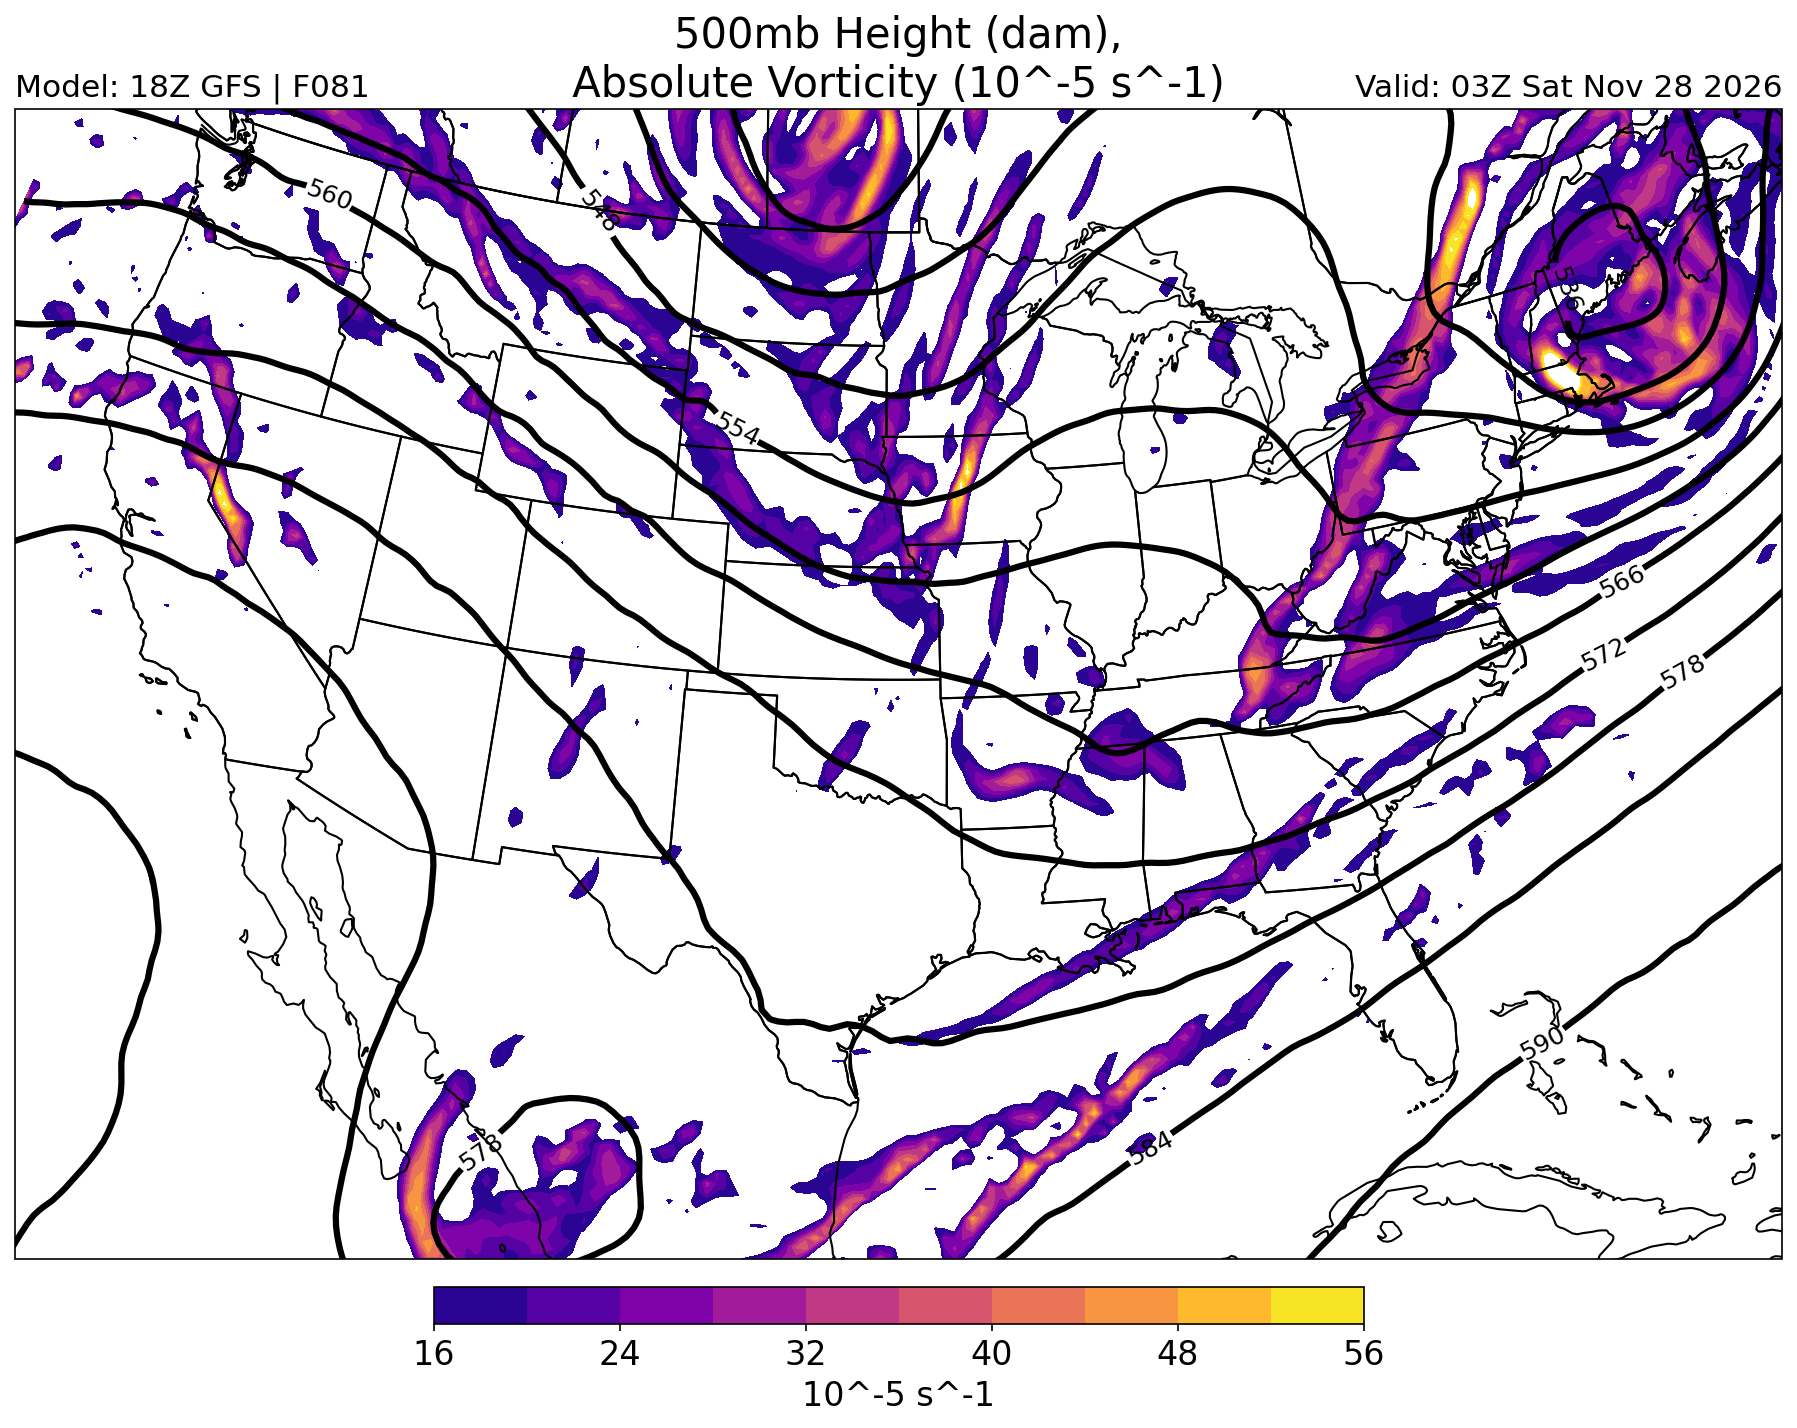 500mb Height (dam),
Absolute Vorticity (10^-5 s^-1)
Model: 18Z GFS | F081
Valid: 03Z Sat Nov 28 2026
560
548
536
554
566
572
578
590
584
578
16 24 32 40 48 56
10^-5 s^-1